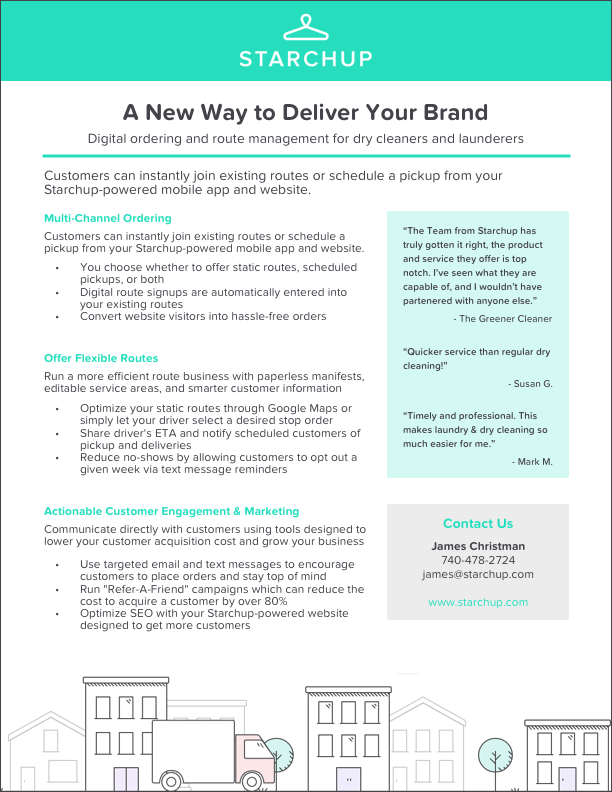 STARCHUP
A New Way to Deliver Your Brand
Digital ordering and route management for dry cleaners and launderers
Customers can instantly join existing routes or schedule a pickup from your
Starchup-powered mobile app and website.
Multi-Channel Ordering
Customers can instantly join existing routes or schedule a
pickup from your Starchup-powered mobile app and website.
• You choose whether to offer static routes, scheduled
pickups, or both
• Digital route signups are automatically entered into
your existing routes
• Convert website visitors into hassle-free orders
Offer Flexible Routes
Run a more efficient route business with paperless manifests,
editable service areas, and smarter customer information
• Optimize your static routes through Google Maps or
simply let your driver select a desired stop order
• Share driver's ETA and notify scheduled customers of
pickup and deliveries
• Reduce no-shows by allowing customers to opt out a
given week via text message reminders
Actionable Customer Engagement & Marketing
Communicate directly with customers using tools designed to
lower your customer acquisition cost and grow your business
• Use targeted email and text messages to encourage
customers to place orders and stay top of mind
• Run "Refer-A-Friend" campaigns which can reduce the
cost to acquire a customer by over 80%
• Optimize SEO with your Starchup-powered website
designed to get more customers
“The Team from Starchup has
truly gotten it right, the product
and service they offer is top
notch. I’ve seen what they are
capable of, and I wouldn’t have
partenered with anyone else.”
- The Greener Cleaner
“Quicker service than regular dry
cleaning!”
- Susan G.
“Timely and professional. This
makes laundry & dry cleaning so
much easier for me.”
- Mark M.
Contact Us
James Christman
740-478-2724
james@starchup.com
www.starchup.com